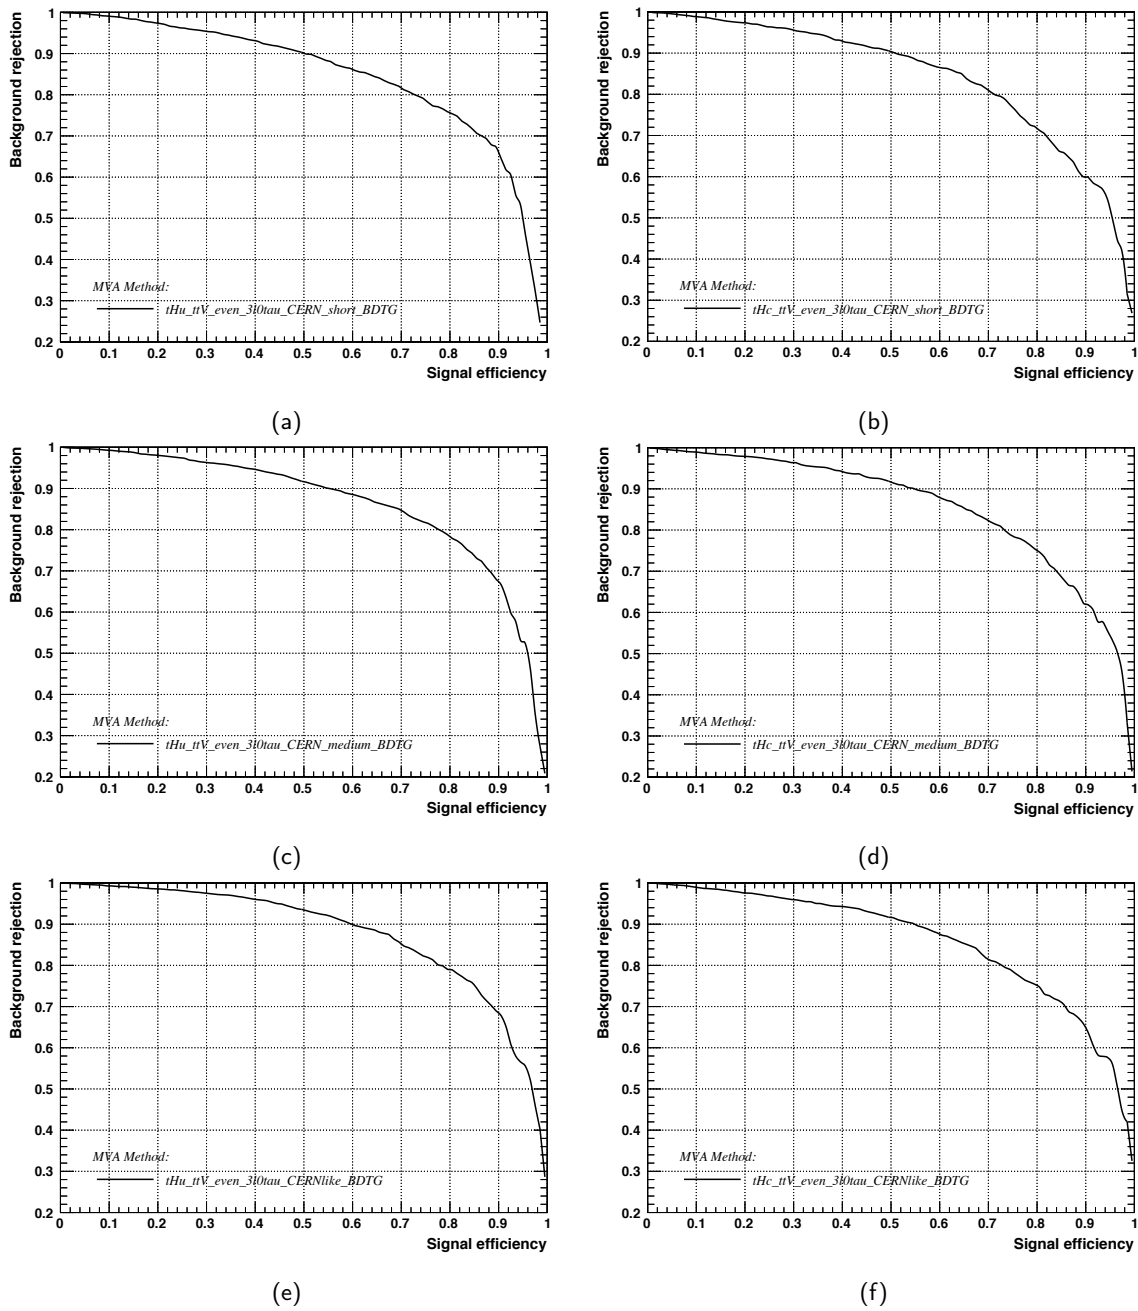 Background rejection
1
0.9
0.8
0.7
0.6
0.5
0.4
0.3
0.2
MVA Method:
tHu_ttV_even_3l0tau_CERN_short_BDTG
0 0.1 0.2 0.3 0.4 0.5 0.6 0.7 0.8 0.9 1
Signal efficiency
(a)
Background rejection
1
0.9
0.8
0.7
0.6
0.5
0.4
0.3
0.2
MVA Method:
tHc_ttV_even_3l0tau_CERN_short_BDTG
0 0.1 0.2 0.3 0.4 0.5 0.6 0.7 0.8 0.9 1
Signal efficiency
(b)
Background rejection
1
0.9
0.8
0.7
0.6
0.5
0.4
0.3
0.2
MVA Method:
tHu_ttV_even_3l0tau_CERN_medium_BDTG
0 0.1 0.2 0.3 0.4 0.5 0.6 0.7 0.8 0.9 1
Signal efficiency
(c)
Background rejection
1
0.9
0.8
0.7
0.6
0.5
0.4
0.3
0.2
MVA Method:
tHc_ttV_even_3l0tau_CERN_medium_BDTG
0 0.1 0.2 0.3 0.4 0.5 0.6 0.7 0.8 0.9 1
Signal efficiency
(d)
Background rejection
1
0.9
0.8
0.7
0.6
0.5
0.4
0.3
0.2
MVA Method:
tHu_ttV_even_3l0tau_CERNlike_BDTG
0 0.1 0.2 0.3 0.4 0.5 0.6 0.7 0.8 0.9 1
Signal efficiency
(e)
Background rejection
1
0.9
0.8
0.7
0.6
0.5
0.4
0.3
0.2
MVA Method:
tHc_ttV_even_3l0tau_CERNlike_BDTG
0 0.1 0.2 0.3 0.4 0.5 0.6 0.7 0.8 0.9 1
Signal efficiency
(f)